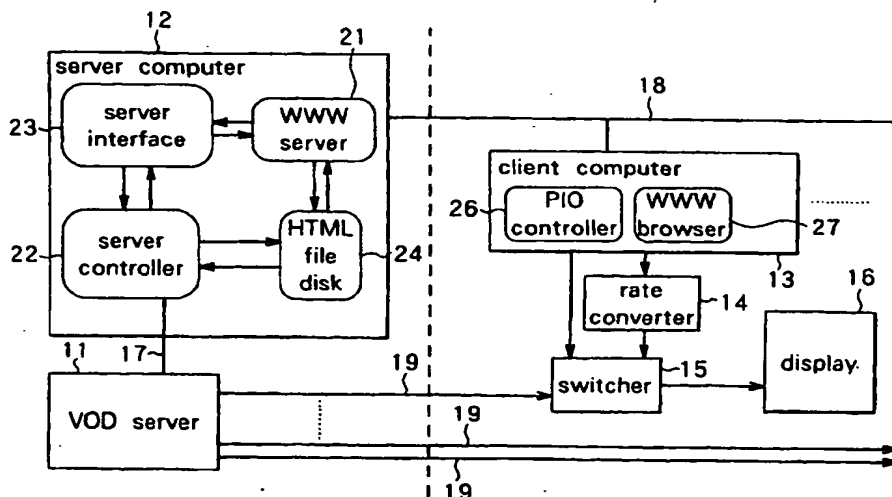 12
21
server computer
23
server
interface
WWW
server
18
client computer
26
PIO
controller
WWW
browser
27
22
server
controller
HTML
file
disk
24
13
rate
converter
14
16
17
11
VOD server
19
switcher
15
display
19
19